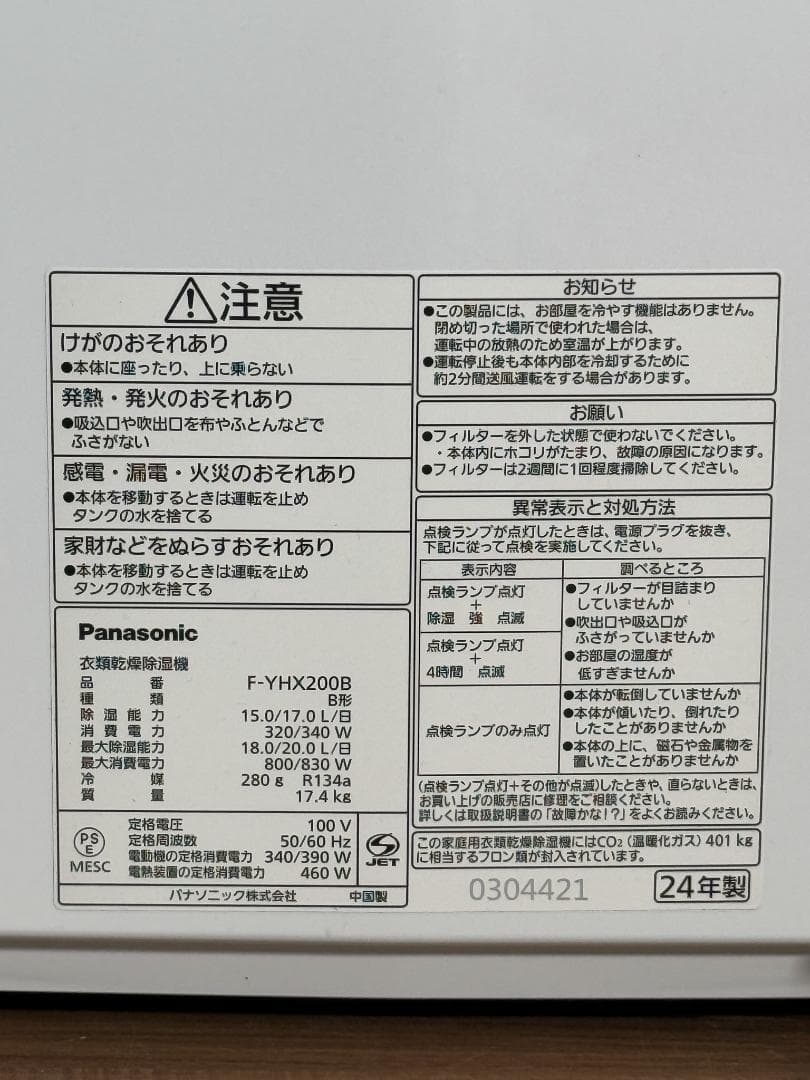 注意
けがのおそれあり
●本体に座ったり、上に乗らない
発熱・発火のおそれあり
●吸込口や吹出口を布やふとんなどで
ふさがない
感電・漏電・火災のおそれあり
●本体を移動するときは運転を止め
タンクの水を捨てる
家財などをぬらすおそれあり
●本体を移動するときは運転を止め
タンクの水を捨てる
Panasonic
衣類乾燥除湿機
品番 F-YHX200B
種類 B形
除湿能力 15.0/17.0 L/日
消費電力 320/340 W
最大除湿能力 18.0/20.0 L/日
最大消費電力 800/830 W
冷媒 280 g R134a
質量 17.4 kg
PS
E
MESC
定格電圧 100 V
定格周波数 50/60 Hz
電動機の定格消費電力 340/390 W
電熱装置の定格消費電力 460 W
JET
パナソニック株式会社 中国製
お知らせ
●この製品には、お部屋を冷やす機能はありません。
閉め切った場所で使われた場合は、
運転中の放熱のため室温が上がります。
●運転停止後も本体内部を冷却するために
約2分間送風運転をする場合があります。
お願い
●フィルターを外した状態で使わないでください。
・本体内にホコリがたまり、故障の原因になります。
●フィルターは2週間に1回程度掃除してください。
異常表示と対処方法
点検ランプが点灯したときは、電源プラグを抜き、
下記に従って点検を実施してください。
表示内容 調べるところ
点検ランプ点灯
+
除湿 強 点滅
点検ランプ点灯
+
4時間 点滅
●フィルターが目詰まり
していませんか
●吹出口や吸込口が
ふさがっていませんか
●お部屋の湿度が
低すぎませんか
点検ランプのみ点灯
●本体が転倒していませんか
●本体が傾いたり、倒れたり
したことがありませんか
●本体の上に、磁石や金属物を
置いたことがありませんか
(点検ランプ点灯+その他が点滅)したときや、直らないときは、
お買い上げの販売店に修理をご相談ください。
詳しくは取扱説明書の「故障かな!?」をよくお読みください。
この家庭用衣類乾燥除湿機にはCO₂(温暖化ガス)401 kg
に相当するフロン類が封入されています。
0304421
24年製